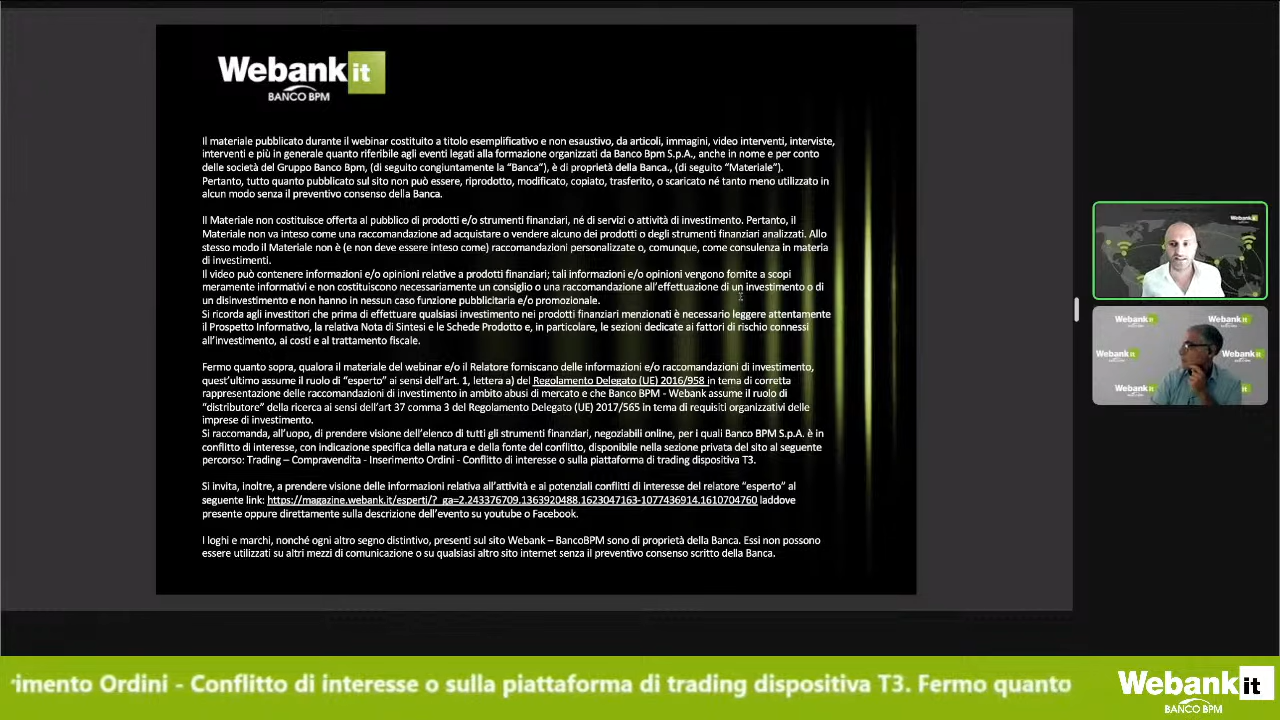 Webank it
BANCO BPM
Il materiale pubblicato durante il webinar costituito a titolo esemplificativo e non esaustivo, da articoli, immagini, video interventi, interviste,
interventi e più in generale quanto riferibile agli eventi legati alla formazione organizzati da Banco Bpm S.p.A., anche in nome e per conto
delle società del Gruppo Banco Bpm, (di seguito congiuntamente la "Banca"), è di proprietà della Banca., (di seguito "Materiale").
Pertanto, tutto quanto pubblicato sul sito non può essere, riprodotto, modificato, copiato, trasferito, o scaricato né tanto meno utilizzato in
alcun modo senza il preventivo consenso della Banca.
Il Materiale non costituisce offerta al pubblico di prodotti e/o strumenti finanziari, né di servizi o attività di investimento. Pertanto, il
Materiale non va inteso come una raccomandazione ad acquistare o vendere alcuno dei prodotti o degli strumenti finanziari analizzati. Allo
stesso modo il Materiale non è (e non deve essere inteso come) raccomandazioni personalizzate o, comunque, come consulenza in materia
di investimenti.
Il video può contenere informazioni e/o opinioni relative a prodotti finanziari; tali informazioni e/o opinioni vengono fornite a scopi
meramente informativi e non costituiscono necessariamente un consiglio o una raccomandazione all'effettuazione di un investimento o di
un disinvestimento e non hanno in nessun caso funzione pubblicitaria e/o promozionale.
Si ricorda agli investitori che prima di effettuare qualsiasi investimento nei prodotti finanziari menzionati è necessario leggere attentamente
il Prospetto Informativo, la relativa Nota di Sintesi e le Schede Prodotto e, in particolare, le sezioni dedicate ai fattori di rischio connessi
all'investimento, ai costi e al trattamento fiscale.
Fermo quanto sopra, qualora il materiale del webinar e/o il Relatore forniscano delle informazioni e/o raccomandazioni di investimento,
quest'ultimo assume il ruolo di "esperto" ai sensi dell'art. 1, lettera a) del Regolamento Delegato (UE) 2016/958 in tema di corretta
rappresentazione delle raccomandazioni di investimento in ambito abusi di mercato e che Banco BPM - Webank assume il ruolo di
"distributore" della ricerca ai sensi dell'art 37 comma 3 del Regolamento Delegato (UE) 2017/565 in tema di requisiti organizzativi delle
imprese di investimento.
Si raccomanda, all'uopo, di prendere visione dell'elenco di tutti gli strumenti finanziari, negoziabili online, per i quali Banco BPM S.p.A. è in
conflitto di interesse, con indicazione specifica della natura e della fonte del conflitto, disponibile nella sezione privata del sito al seguente
percorso: Trading – Compravendita - Inserimento Ordini - Conflitto di interesse o sulla piattaforma di trading dispositiva T3.
Si invita, inoltre, a prendere visione delle informazioni relativa all'attività e ai potenziali conflitti di interesse del relatore "esperto" al
seguente link: https://magazine.webank.it/esperti/?_ga=2.243376709.1363920488.1623047163-1077436914.1610704760 laddove
presente oppure direttamente sulla descrizione dell'evento su youtube o Facebook.
I loghi e marchi, nonché ogni altro segno distintivo, presenti sul sito Webank – BancoBPM sono di proprietà della Banca. Essi non possono
essere utilizzati su altri mezzi di comunicazione o su qualsiasi altro sito internet senza il preventivo consenso scritto della Banca.
Webank it
Webank it Webank it
Webank it Webank it
Webank it Webank it
rimento Ordini - Conflitto di interesse o sulla piattaforma di trading dispositiva T3. Fermo quanto
Webank it
BANCO BPM